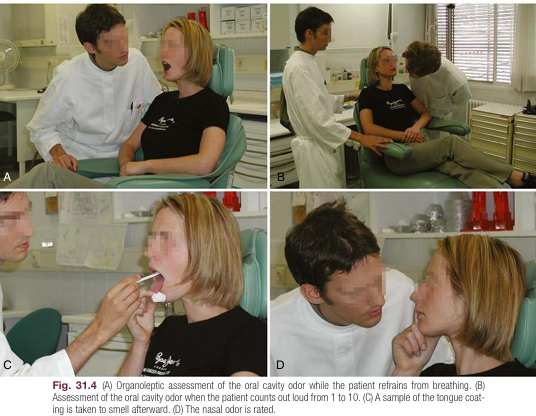 A
B
C
D
Fig. 31.4 (A) Organoleptic assessment of the oral cavity odor while the patient refrains from breathing. (B)
Assessment of the oral cavity odor when the patient counts out loud from 1 to 10. (C) A sample of the tongue coat-
ing is taken to smell afterward. (D) The nasal odor is rated.